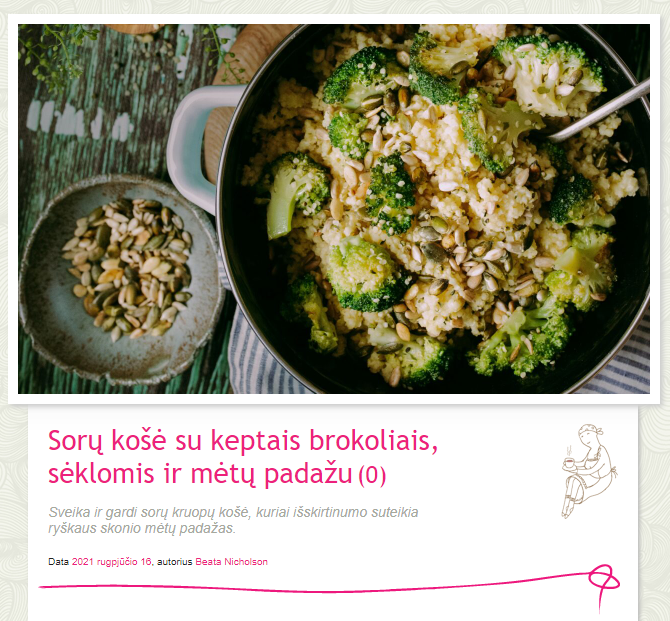 Sorų košė su keptais brokoliais,
sėklomis ir mėtų padažu (0)
Sveika ir gardi sorų kruopų košė, kuriai išskirtinumo suteikia
ryškaus skonio mėtų padažas.
Data 2021 rugpjūčio 16, autorius Beata Nicholson